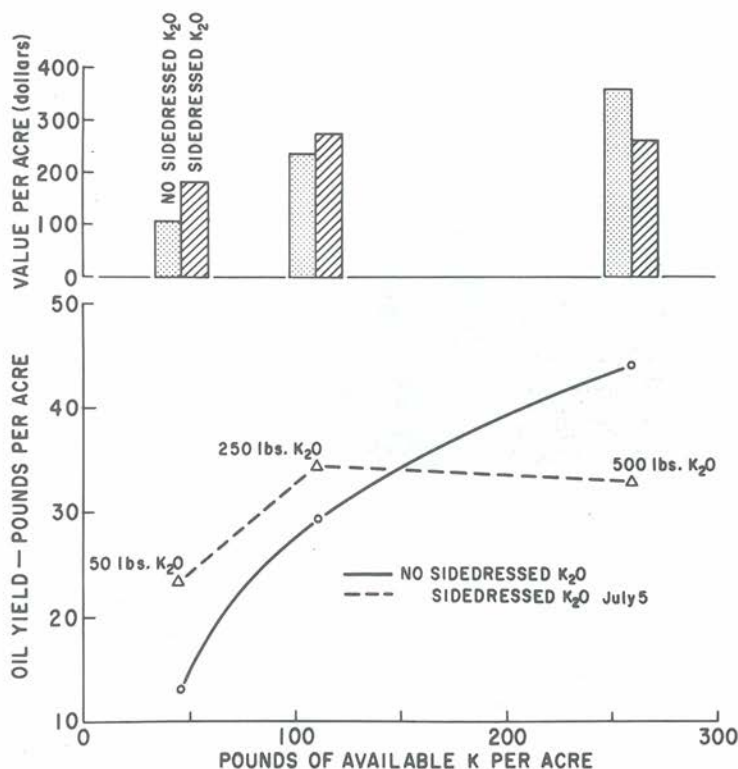 VALUE PER ACRE (dollars)
400
300
200
100
0
NO SIDEDRESSED K₂O
SIDEDRESSED K₂O
OIL YIELD — POUNDS PER ACRE
50
40
30
20
10
50 lbs. K₂O
250 lbs. K₂O
500 lbs. K₂O
NO SIDEDRESSED K₂O
SIDEDRESSED K₂O July 5
0 100 200 300
POUNDS OF AVAILABLE K PER ACRE